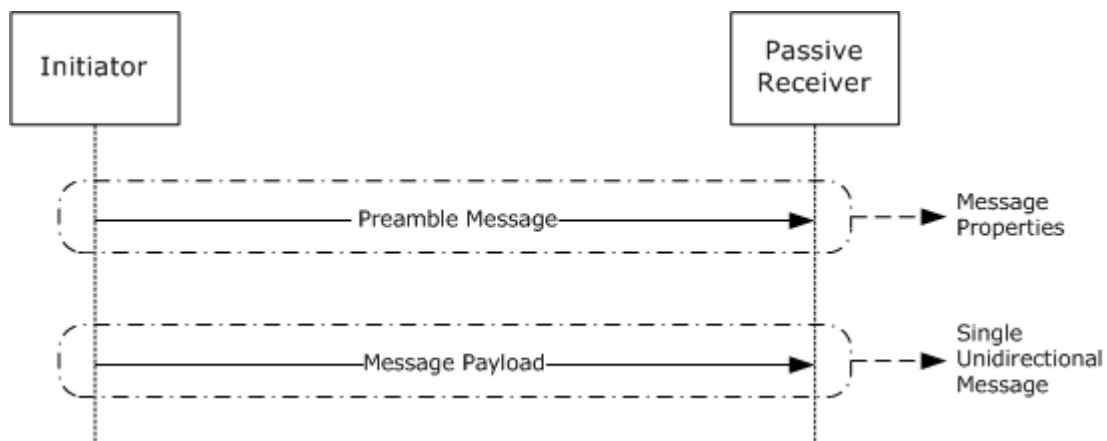 Initiator
Passive
Receiver
Preamble Message
Message
Properties
Message Payload
Single
Unidirectional
Message